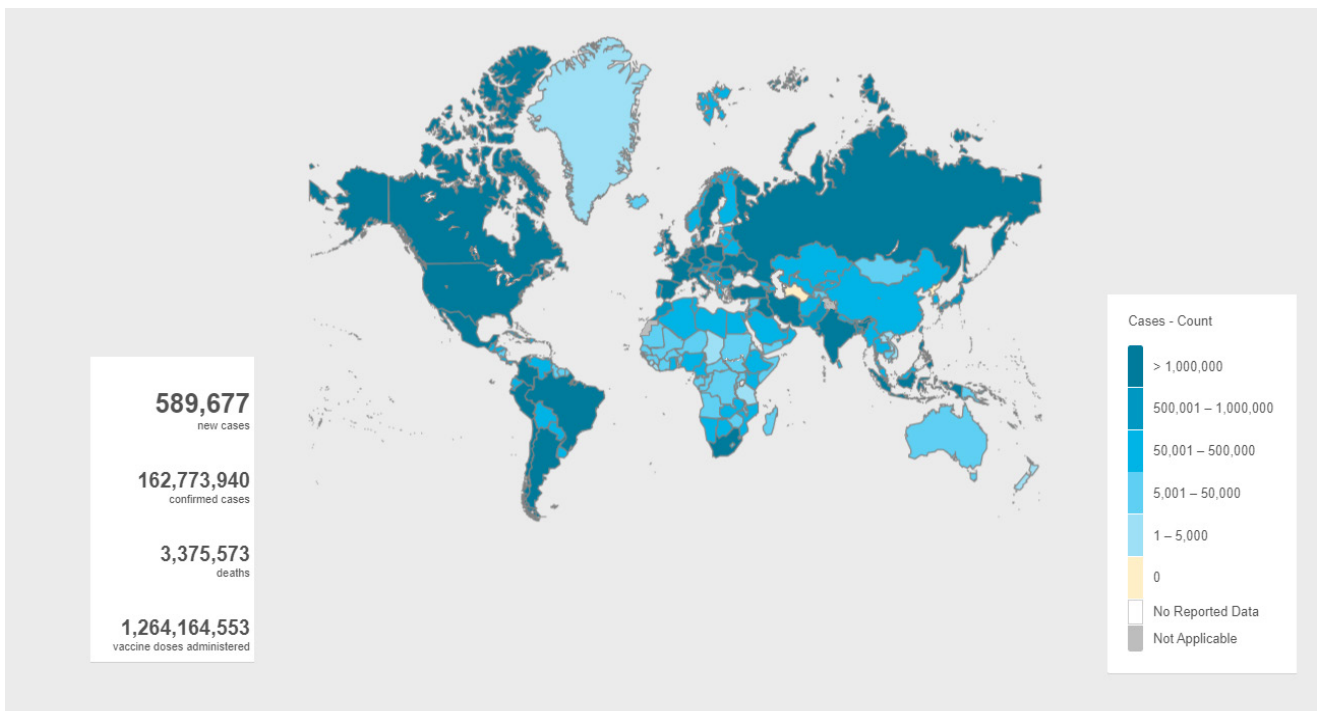 589,677
new cases
162,773,940
confirmed cases
3,375,573
deaths
1,264,164,553
vaccine doses administered
Cases - Count
> 1,000,000
500,001 – 1,000,000
50,001 – 500,000
5,001 – 50,000
1 – 5,000
0
No Reported Data
Not Applicable